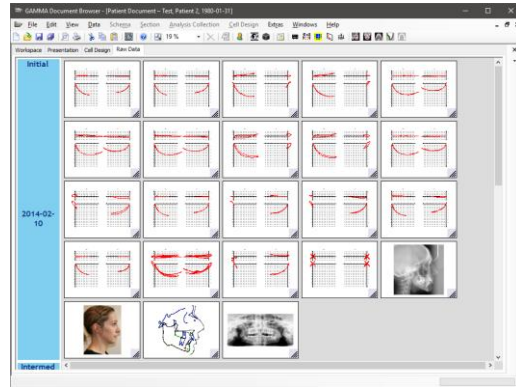 GAMMA Document Browser - [Patient Document - Test, Patient 2, 1980-01-31]
File Edit View Data Schema Section Analysis Collection Cell Design Extras Windows Help
19 %
Workspace Presentation Cell Design Raw Data
Initial
2014-02-
10
Intermed